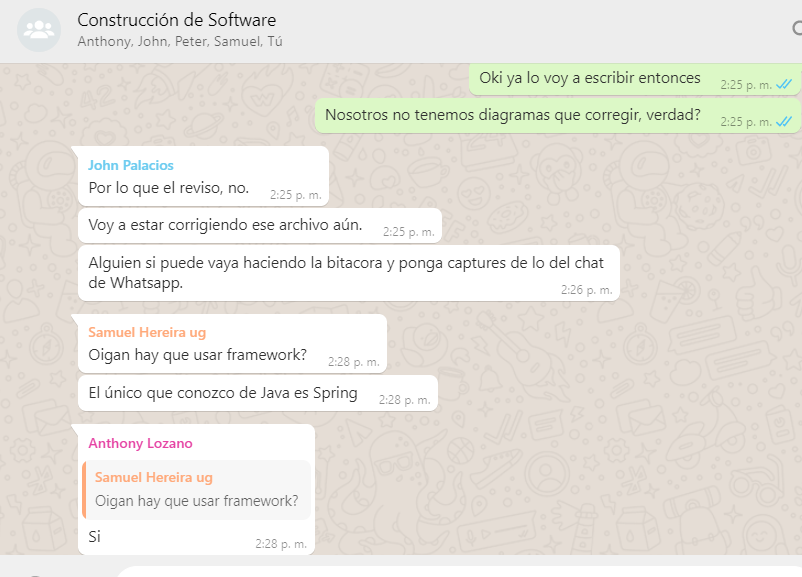 Construcción de Software
Anthony, John, Peter, Samuel, Tú
Oki ya lo voy a escribir entonces
2:25 p. m.
Nosotros no tenemos diagramas que corregir, verdad?
2:25 p. m.
John Palacios
Por lo que el reviso, no.
2:25 p. m.
Voy a estar corrigiendo ese archivo aún.
2:25 p. m.
Alguien si puede vaya haciendo la bitacora y ponga captures de lo del chat
de Whatsapp.
2:26 p. m.
Samuel Hereira ug
Oigan hay que usar framework?
2:28 p. m.
El único que conozco de Java es Spring
2:28 p. m.
Anthony Lozano
Samuel Hereira ug
Oigan hay que usar framework?
Si
2:28 p. m.